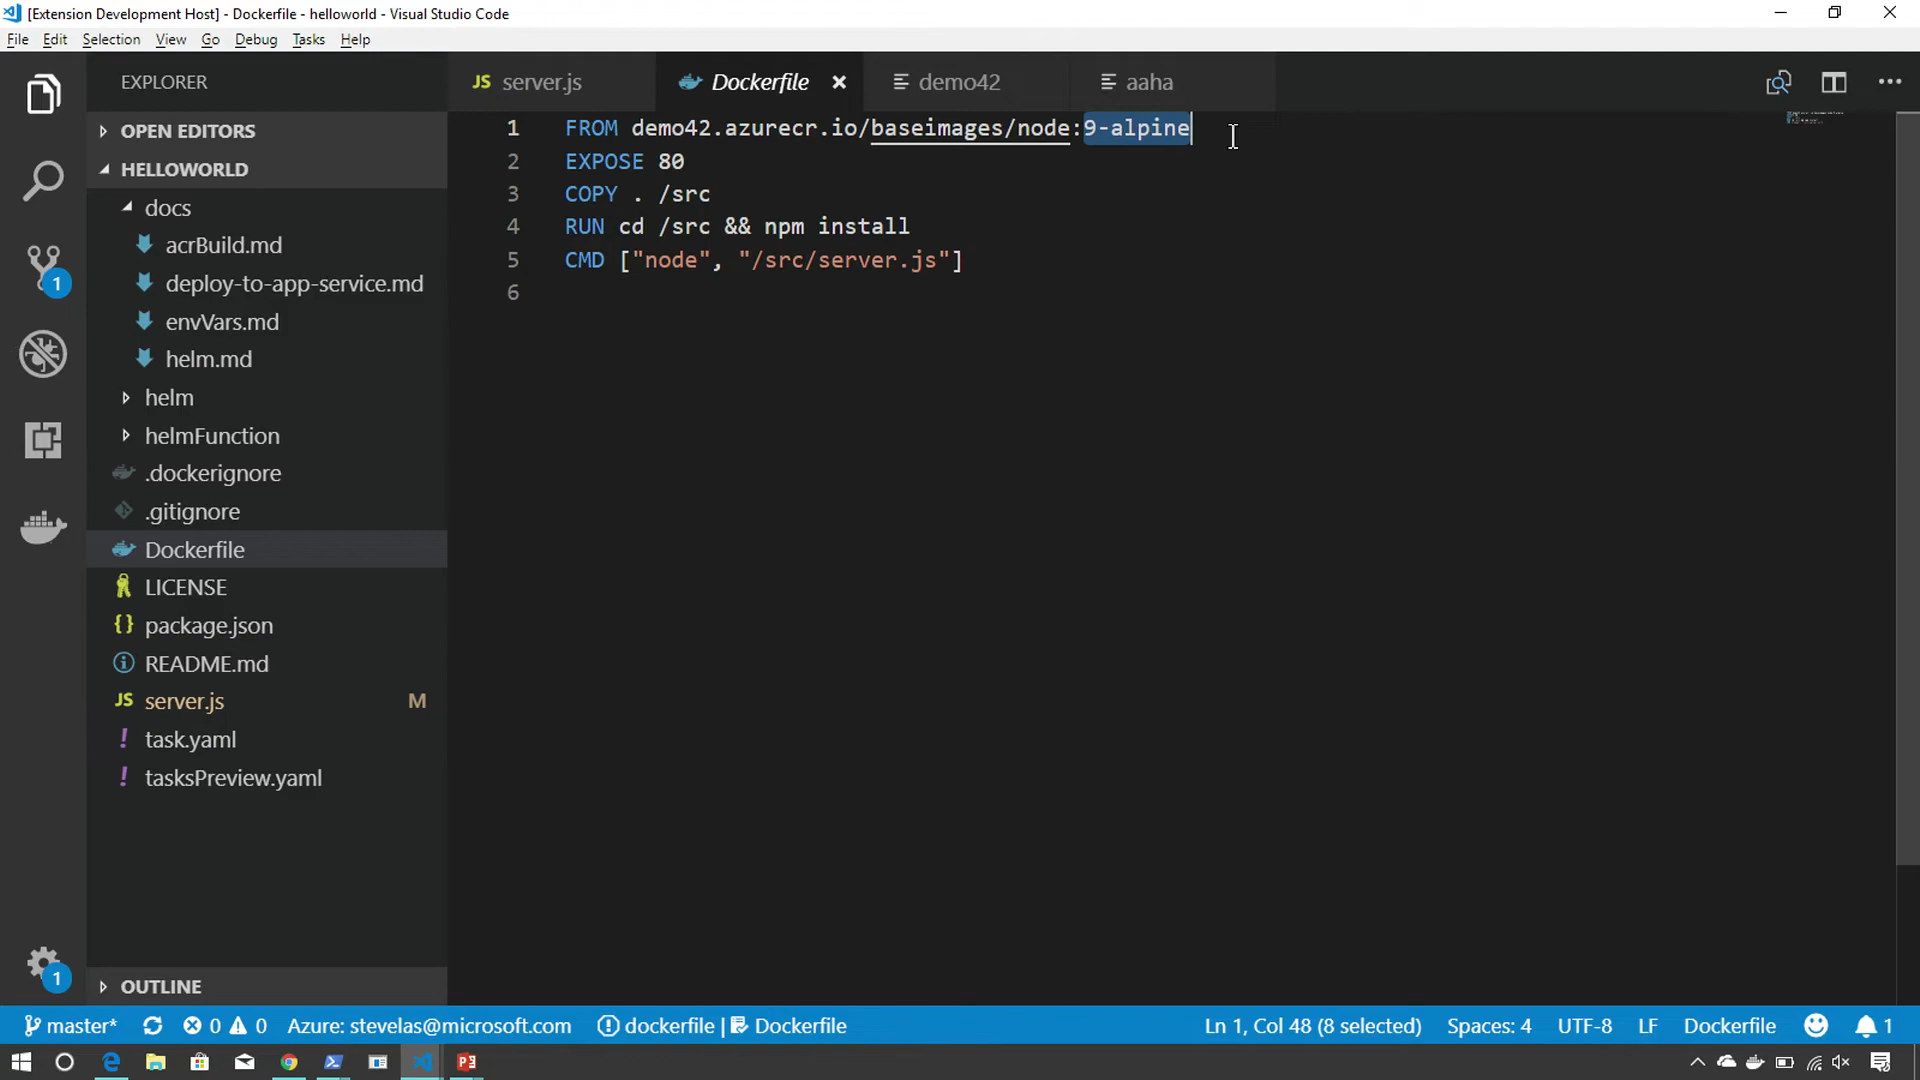 [Extension Development Host] - Dockerfile - helloworld - Visual Studio Code
File Edit Selection View Go Debug Tasks Help
EXPLORER
OPEN EDITORS
HELLOWORLD
docs
acrBuild.md
deploy-to-app-service.md
envVars.md
helm.md
helm
helmFunction
.dockerignore
.gitignore
Dockerfile
LICENSE
package.json
README.md
JS server.js M
! task.yaml
! tasksPreview.yaml
OUTLINE
1
1
JS server.js Dockerfile demo42 aaha
1 FROM demo42.azurecr.io/baseimages/node:9-alpine
2 EXPOSE 80
3 COPY . /src
4 RUN cd /src && npm install
5 CMD ["node", "/src/server.js"]
6
master* 0 0 Azure: stevelas@microsoft.com dockerfile | Dockerfile Ln 1, Col 48 (8 selected) Spaces: 4 UTF-8 LF Dockerfile 1